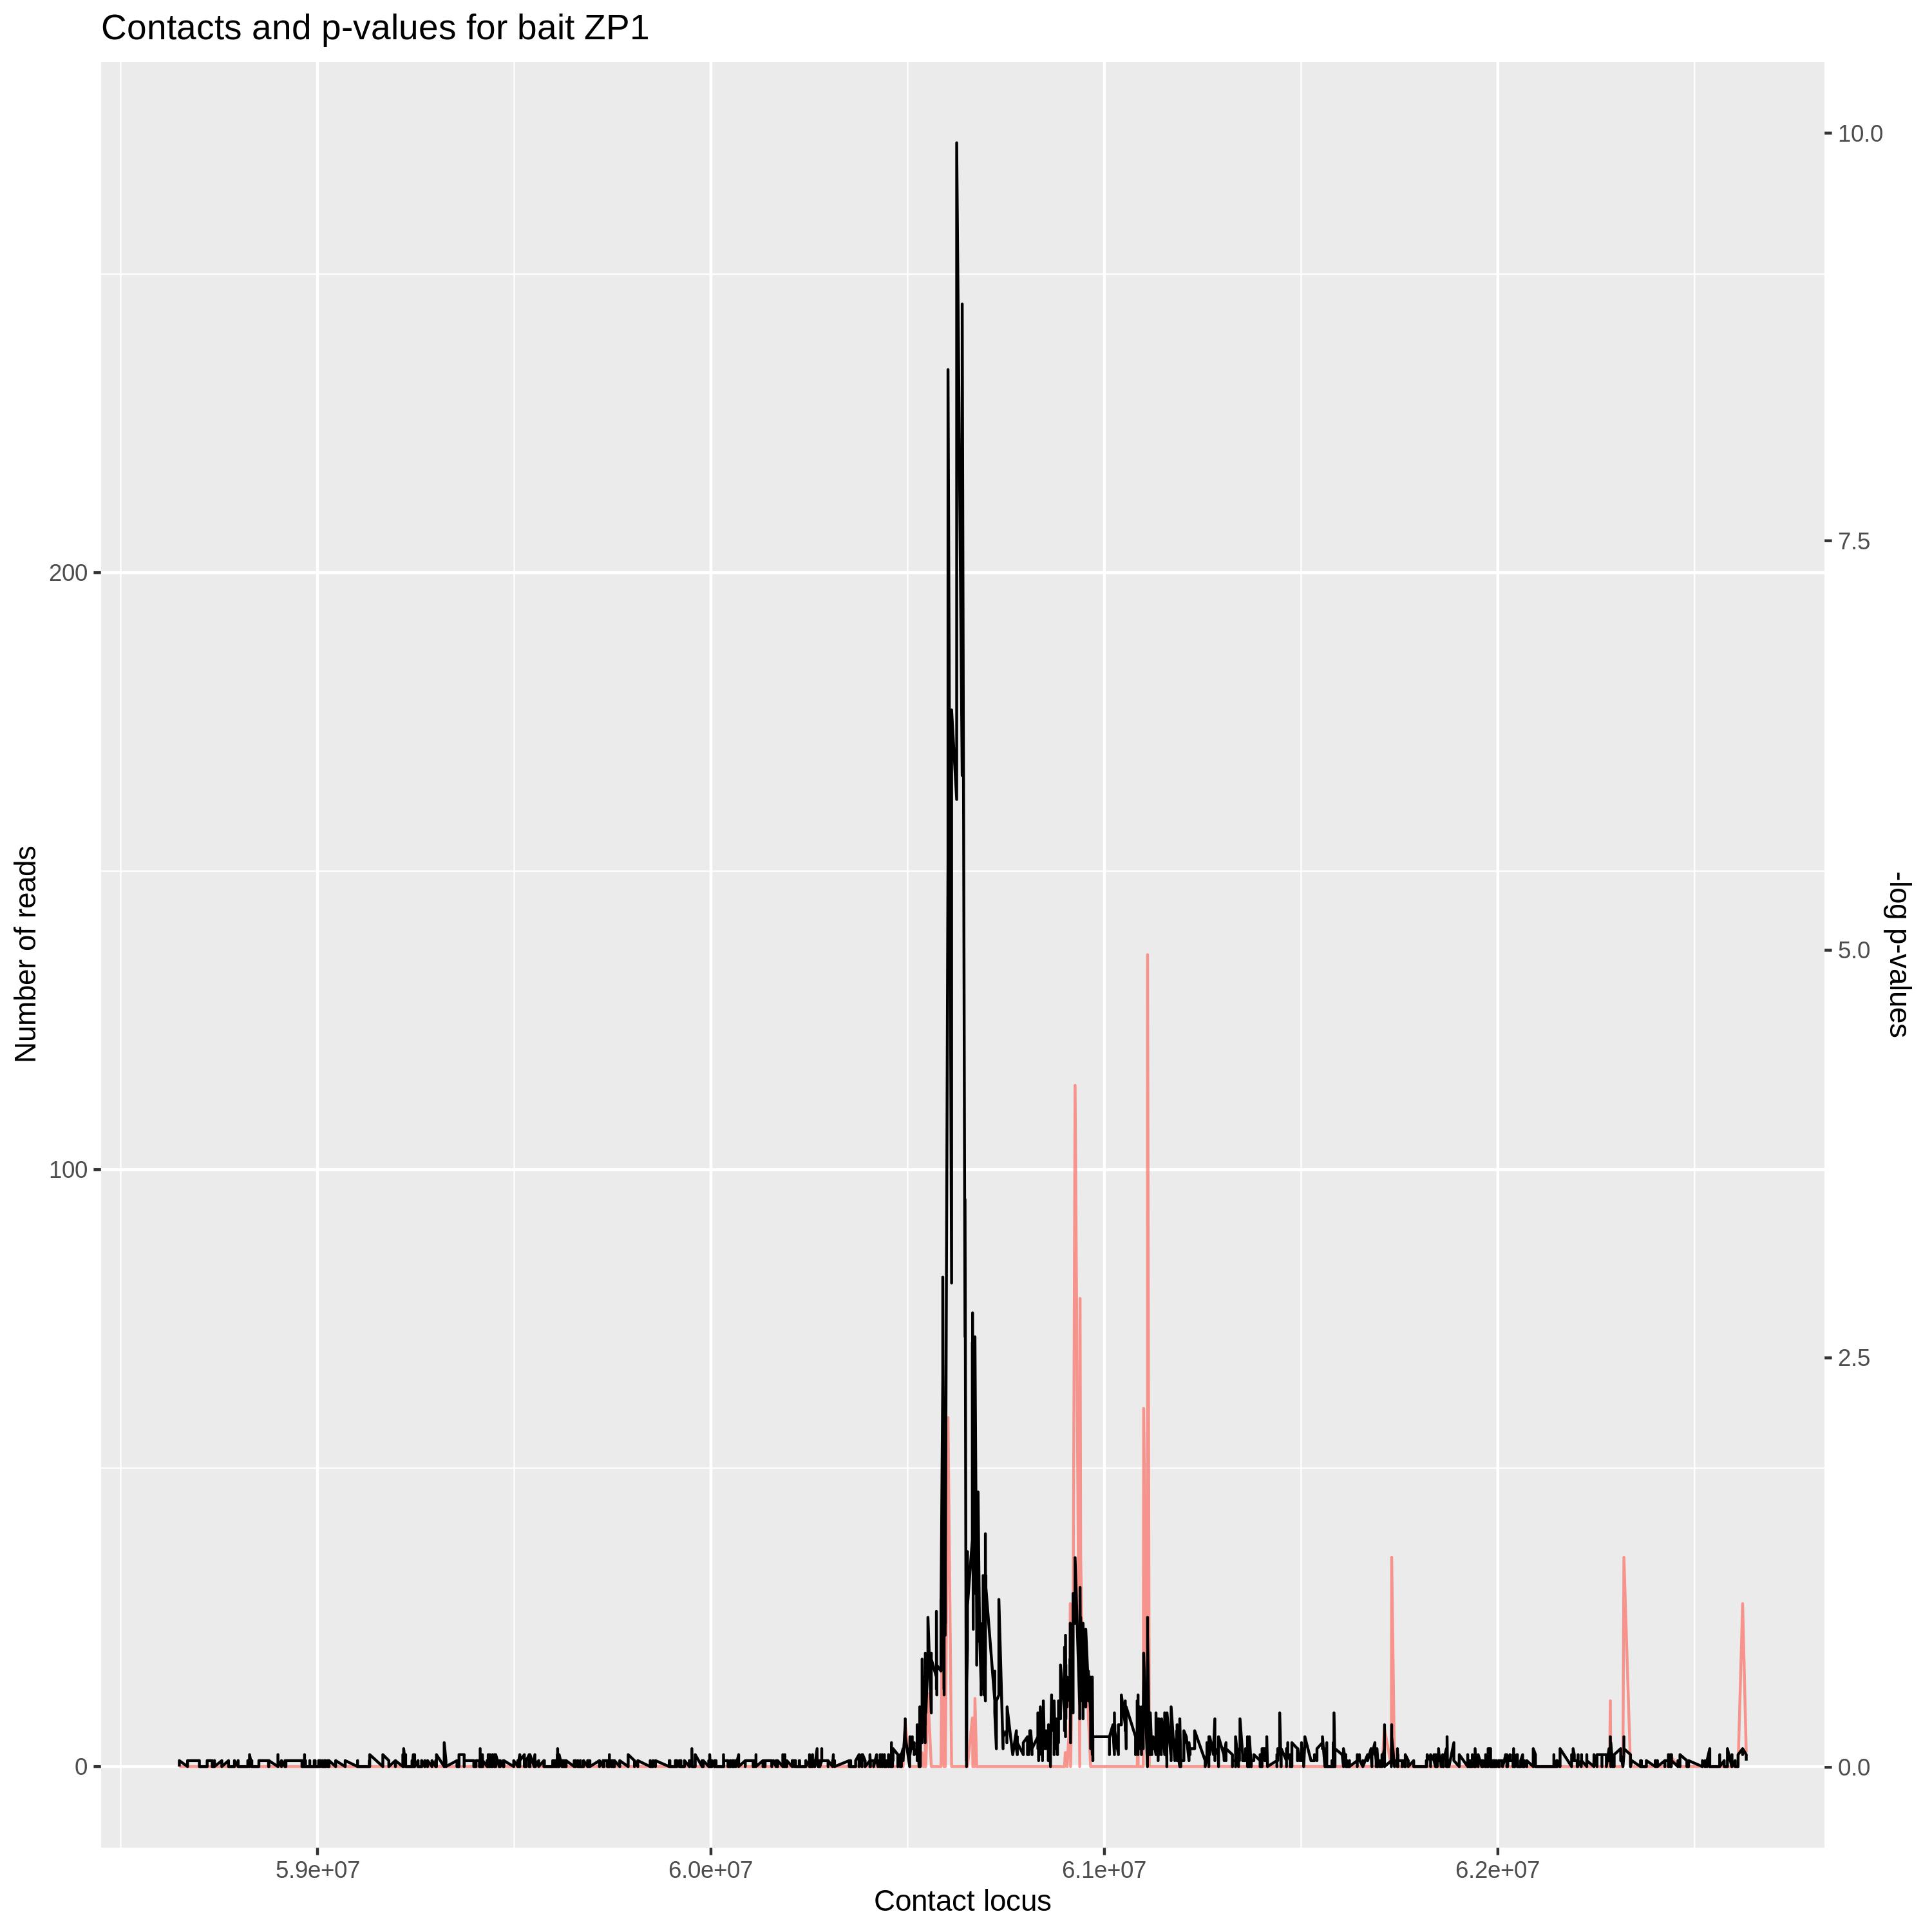 Contacts and p-values for bait ZP1
Number of reads
200
100
0
10.0
7.5
5.0
2.5
0.0
-log p-values
5.9e+07
6.0e+07
6.1e+07
6.2e+07
Contact locus